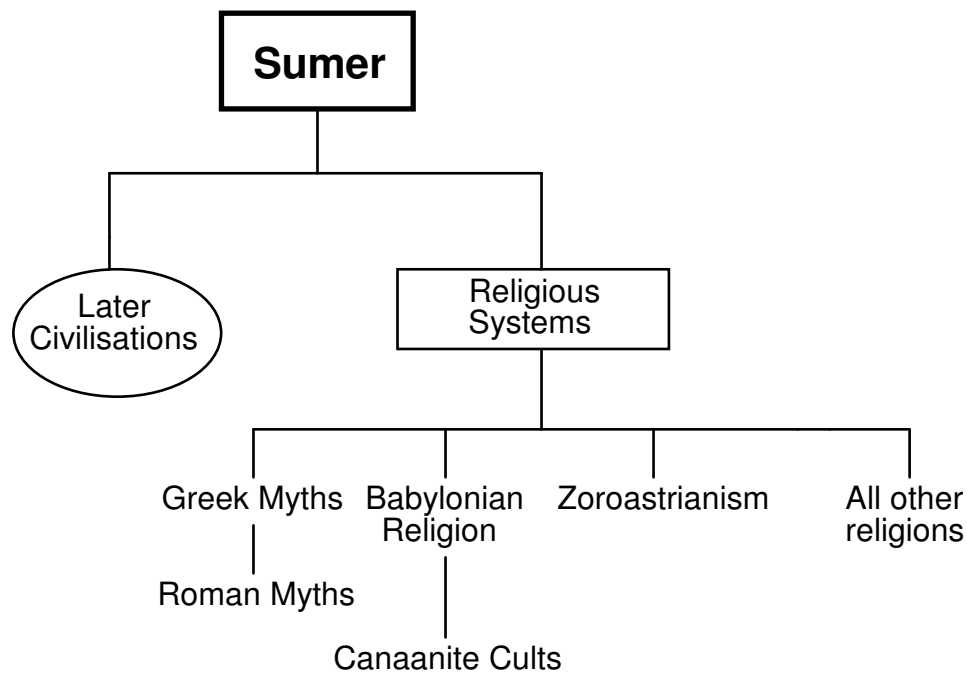 Sumer
Later
Civilisations
Religious
Systems
Greek Myths
Babylonian
Religion
Zoroastrianism
All other
religions
Roman Myths
Canaanite Cults